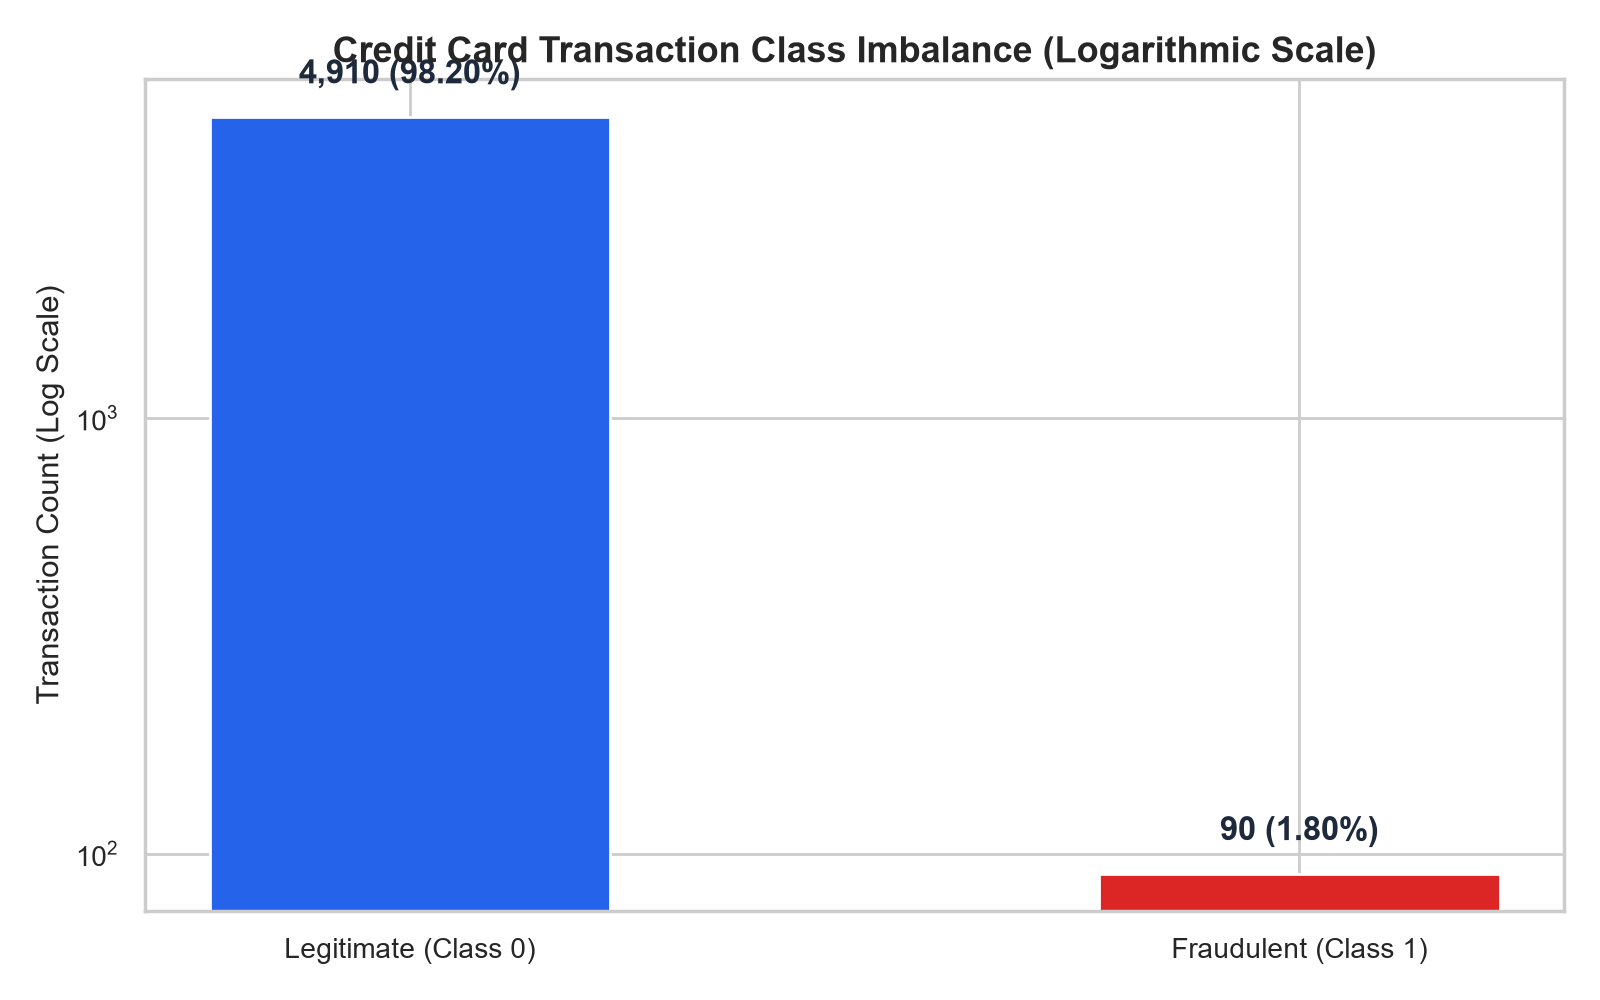 Credit Card Transaction Class Imbalance (Logarithmic Scale)
4,910 (98.20%)
Transaction Count (Log Scale)
10³
10²
90 (1.80%)
Legitimate (Class 0)
Fraudulent (Class 1)